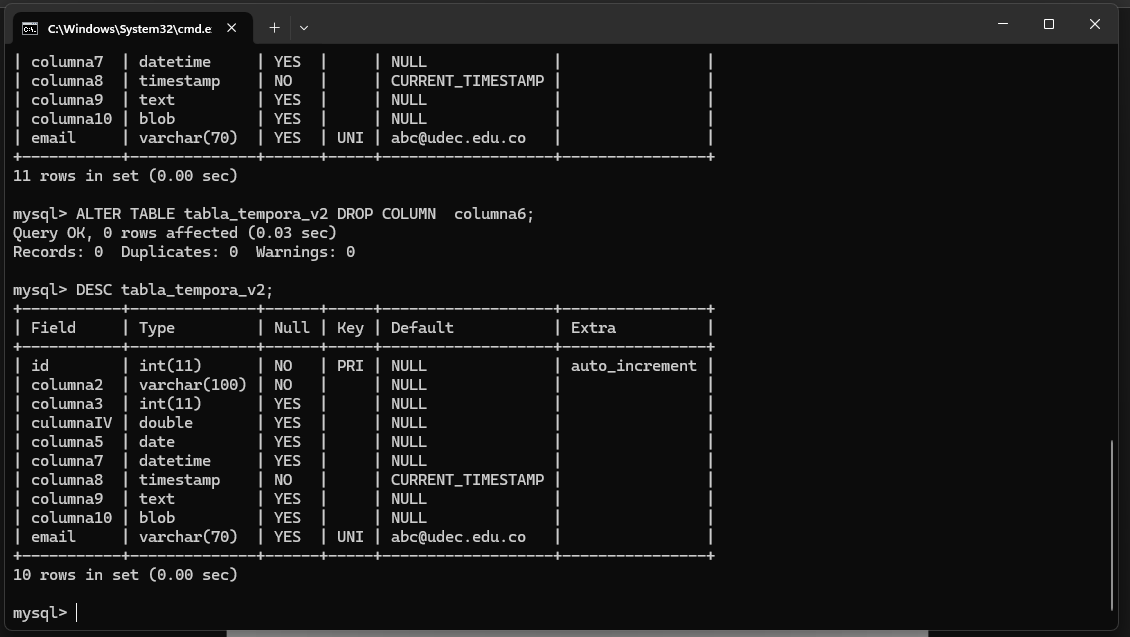 C:\Windows\System32\cmd.e
| columna7  | datetime     | YES  |     | NULL              |                |
| columna8  | timestamp    | NO   |     | CURRENT_TIMESTAMP |                |
| columna9  | text         | YES  |     | NULL              |                |
| columna10 | blob         | YES  |     | NULL              |                |
| email     | varchar(70)  | YES  | UNI | abc@udec.edu.co   |                |
+-----------+--------------+------+-----+-------------------+----------------+
11 rows in set (0.00 sec)
mysql> ALTER TABLE tabla_tempora_v2 DROP COLUMN  columna6;
Query OK, 0 rows affected (0.03 sec)
Records: 0  Duplicates: 0  Warnings: 0
mysql> DESC tabla_tempora_v2;
+-----------+--------------+------+-----+-------------------+----------------+
| Field     | Type         | Null | Key | Default           | Extra          |
+-----------+--------------+------+-----+-------------------+----------------+
| id        | int(11)      | NO   | PRI | NULL              | auto_increment |
| columna2  | varchar(100) | NO   |     | NULL              |                |
| columna3  | int(11)      | YES  |     | NULL              |                |
| culumnaIV | double       | YES  |     | NULL              |                |
| columna5  | date         | YES  |     | NULL              |                |
| columna7  | datetime     | YES  |     | NULL              |                |
| columna8  | timestamp    | NO   |     | CURRENT_TIMESTAMP |                |
| columna9  | text         | YES  |     | NULL              |                |
| columna10 | blob         | YES  |     | NULL              |                |
| email     | varchar(70)  | YES  | UNI | abc@udec.edu.co   |                |
+-----------+--------------+------+-----+-------------------+----------------+
10 rows in set (0.00 sec)
mysql>